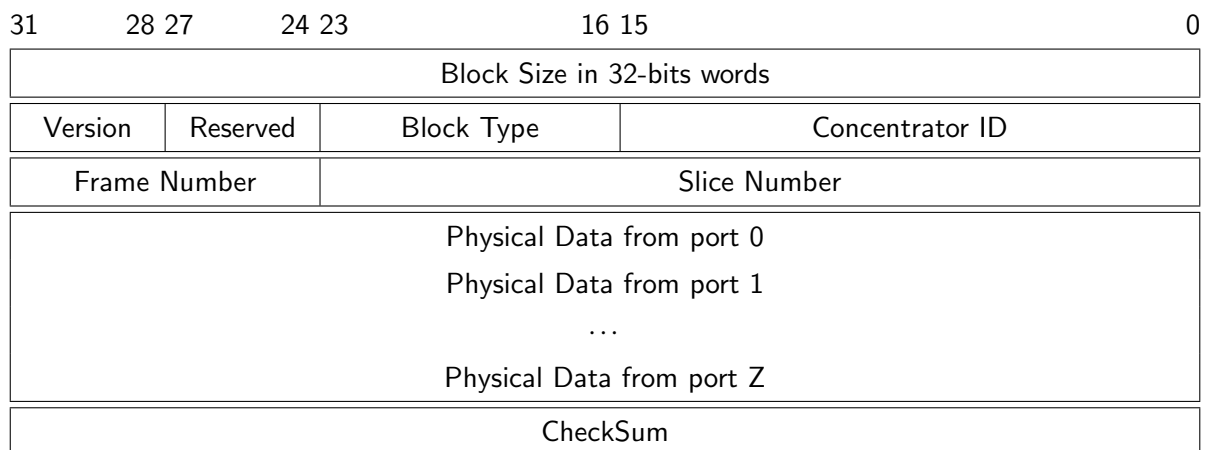 31 28 27 24 23 16 15 0
Block Size in 32-bits words
Version Reserved Block Type Concentrator ID
Frame Number Slice Number
Physical Data from port 0
Physical Data from port 1
...
Physical Data from port Z
CheckSum